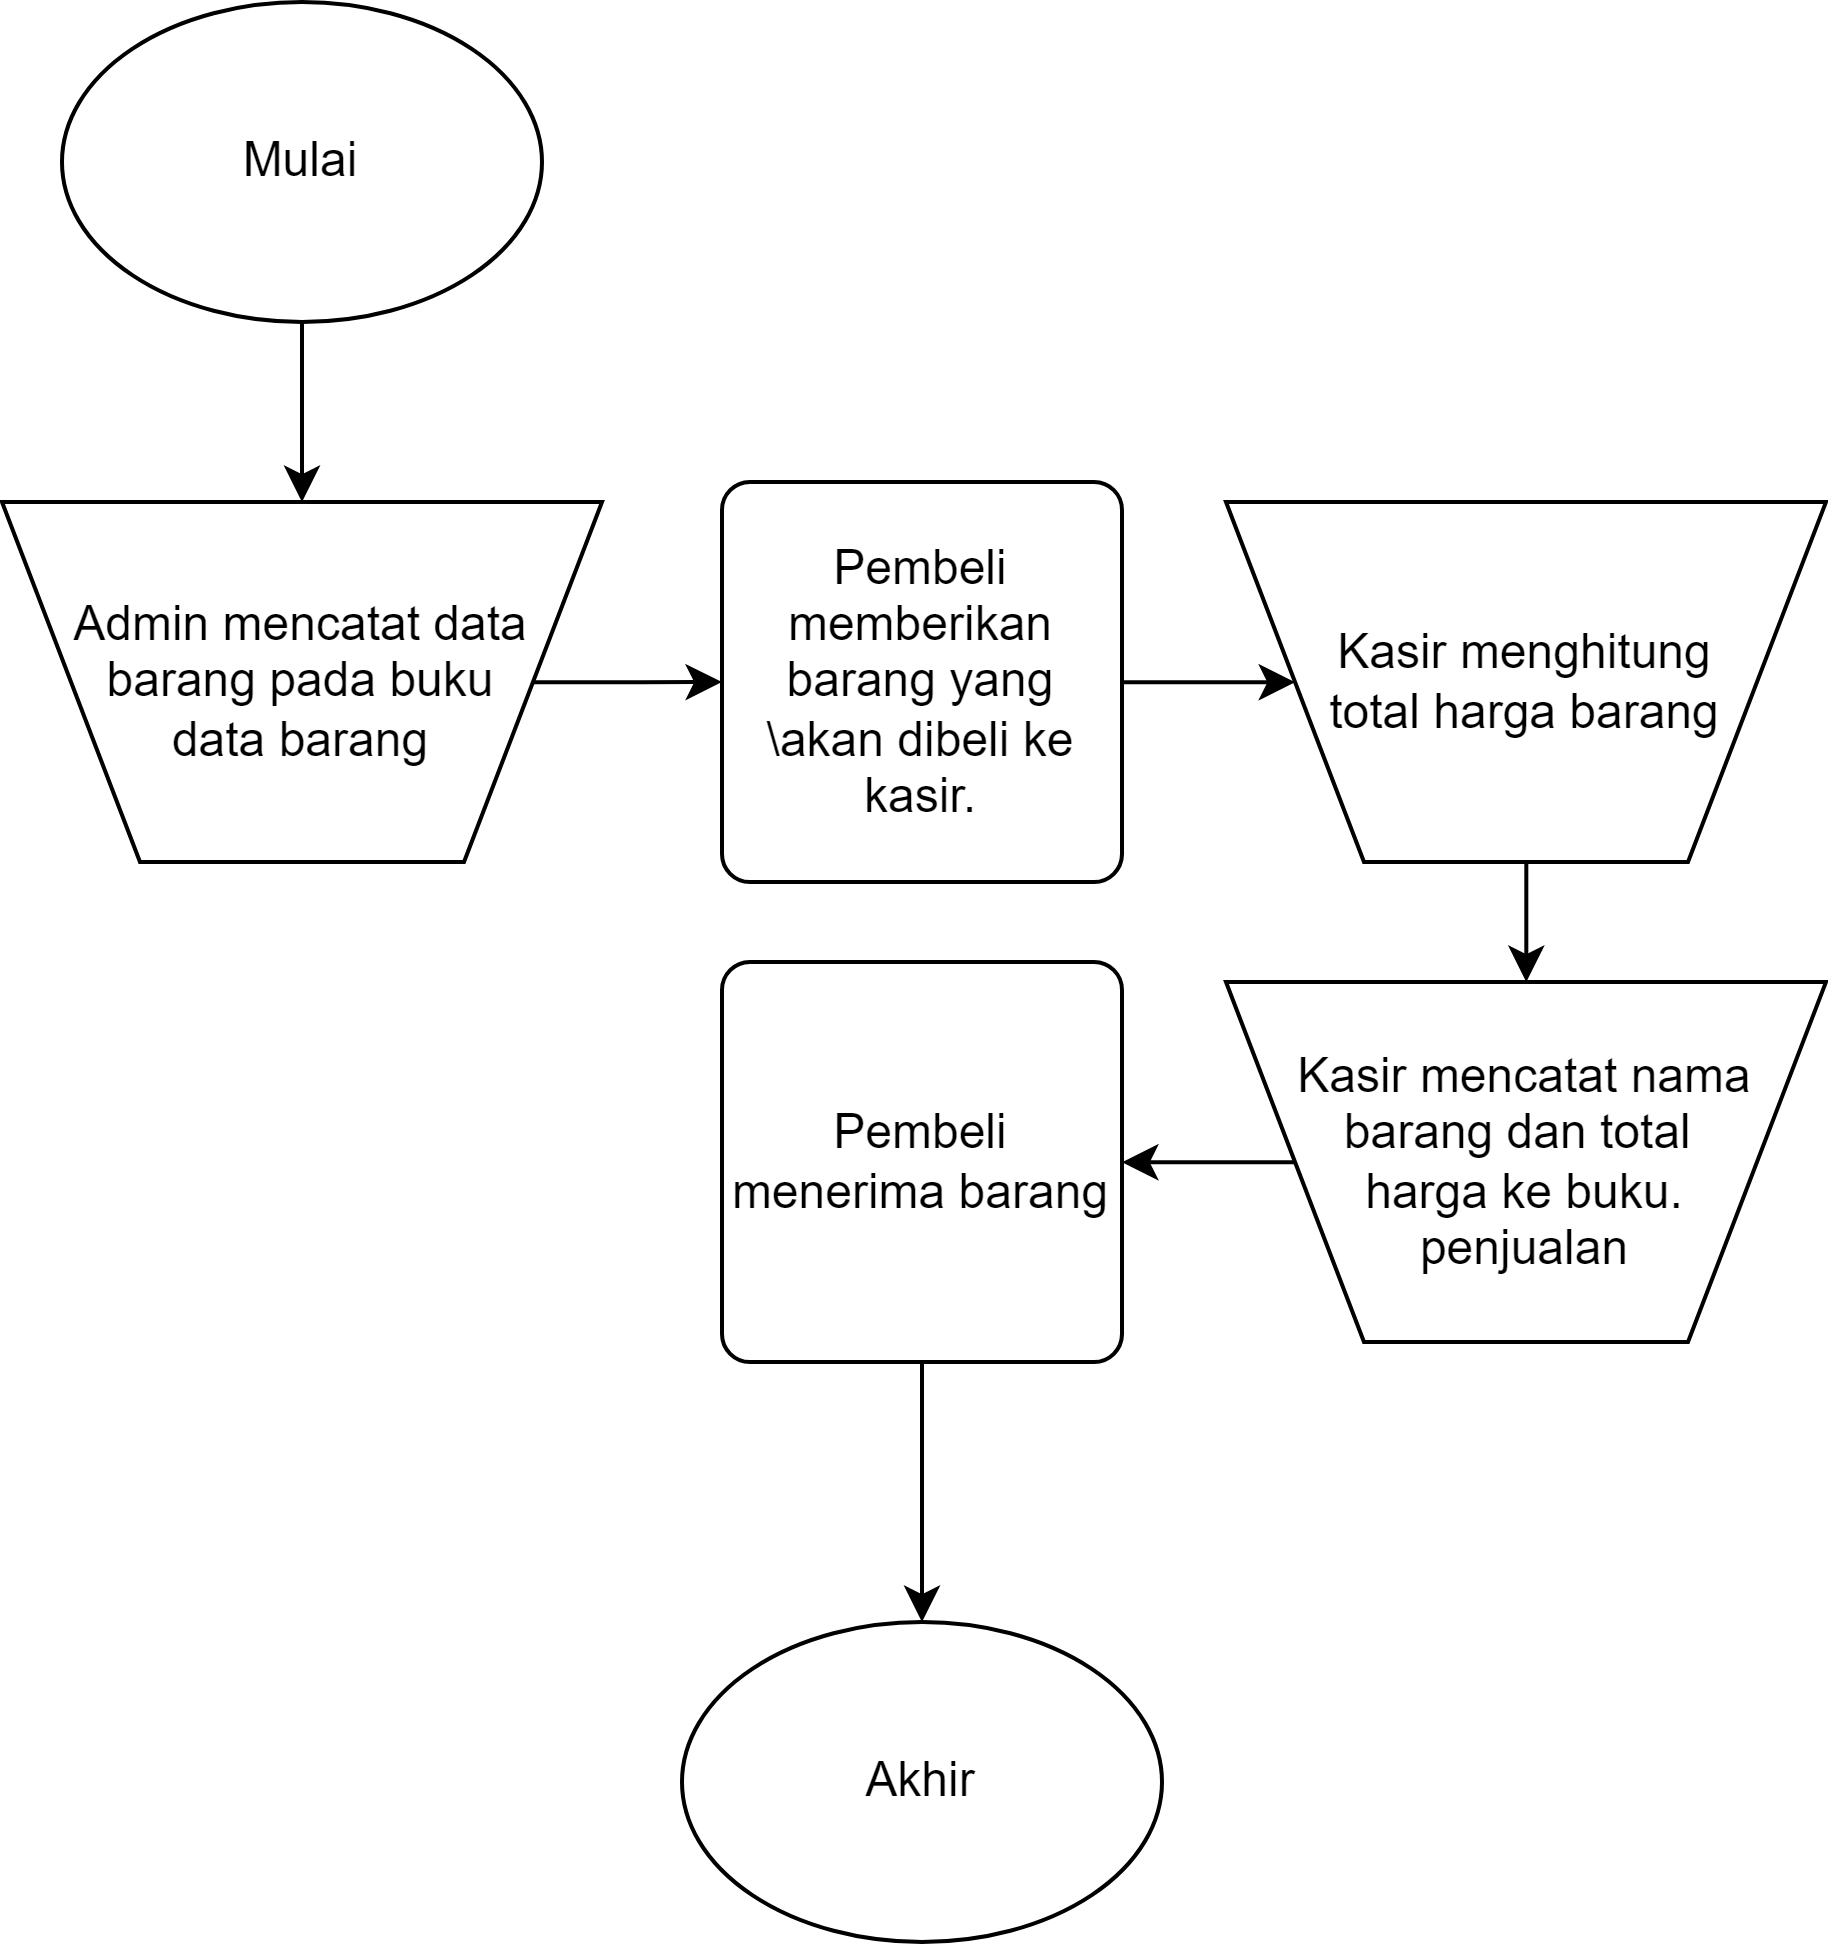 Mulai
Admin mencatat data
barang pada buku
data barang
Pembeli
memberikan
barang yang
\akan dibeli ke
kasir.
Kasir menghitung
total harga barang
Kasir mencatat nama
barang dan total
harga ke buku.
penjualan
Pembeli
menerima barang
Akhir